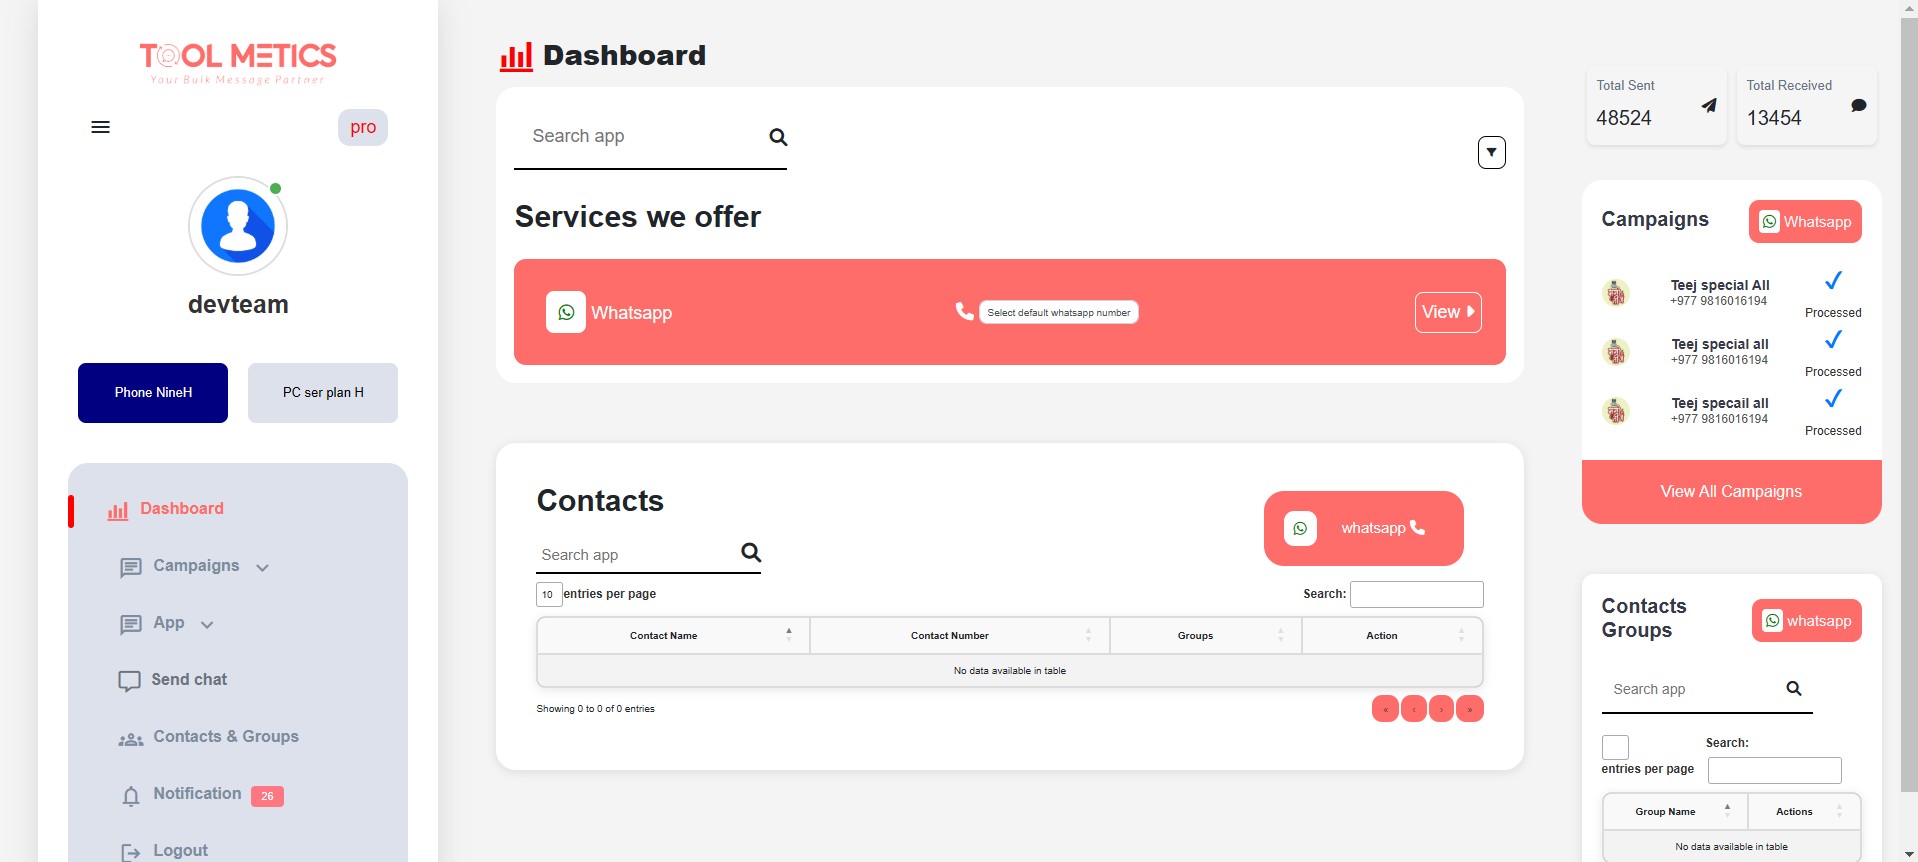 TOOL METICS
Your Bulk Message Partner
pro
devteam
Phone NineH
PC ser plan H
Dashboard
Campaigns
App
Send chat
Contacts & Groups
Notification 26
Logout
Dashboard
Search app
Services we offer
Whatsapp
Select default whatsapp number
View
Contacts
whatsapp
Search app
10 entries per page
Search:
Contact Name Contact Number Groups Action
No data available in table
Showing 0 to 0 of 0 entries
« ‹ › »
Total Sent
48524
Total Received
13454
Campaigns
Whatsapp
Teej special All
+977 9816016194
Processed
Teej special all
+977 9816016194
Processed
Teej specail all
+977 9816016194
Processed
View All Campaigns
Contacts
Groups
whatsapp
Search app
entries per page
Search:
Group Name Actions
No data available in table